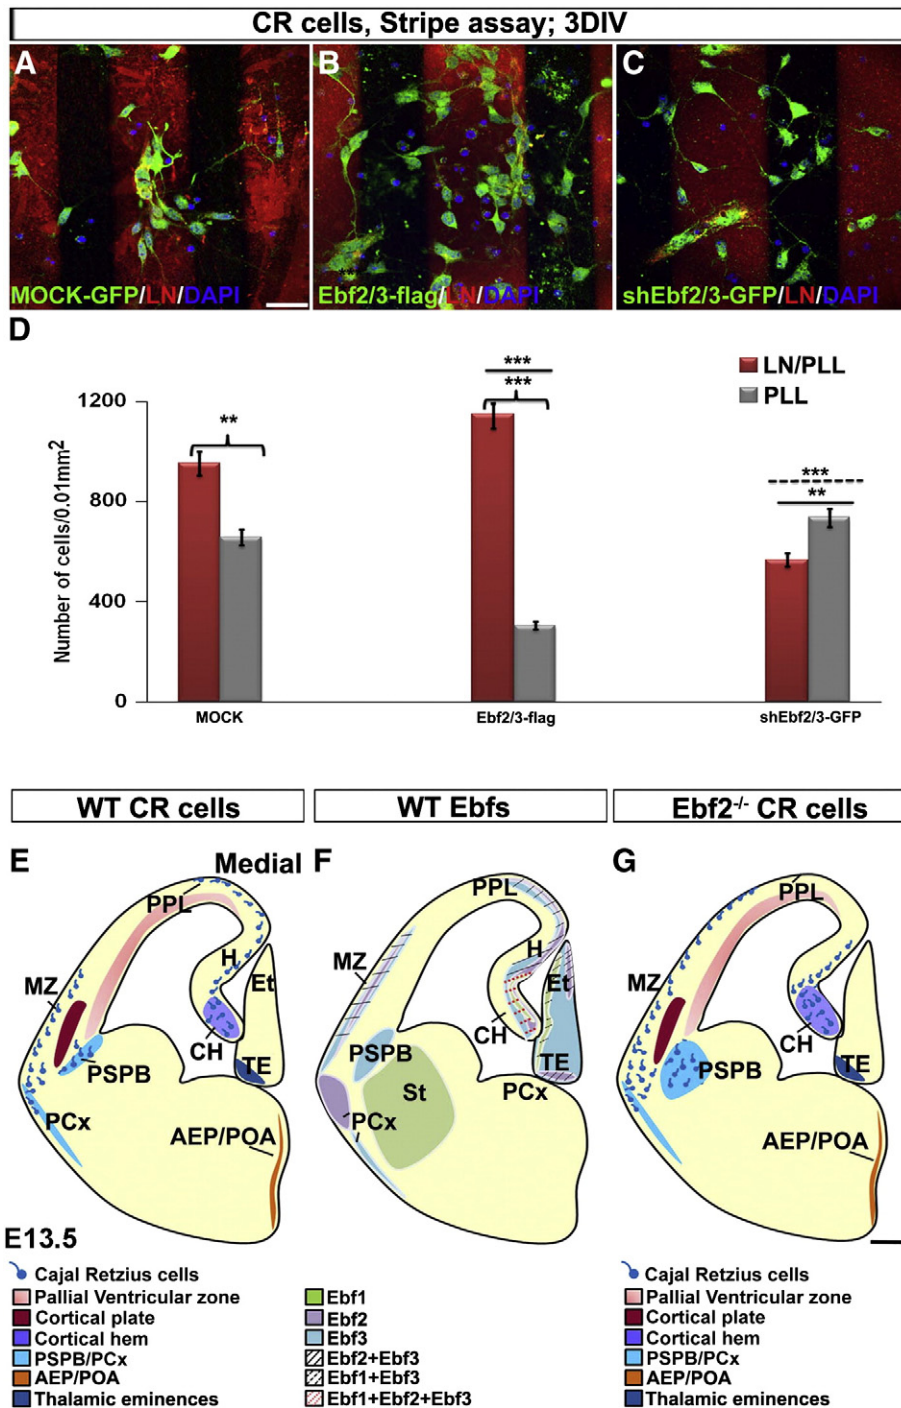 CR cells, Stripe assay; 3DIV
A
B
C
**
MOCK-GFP/LN/DAPI
Ebf2/3-flag/LN/DAPI
shEbf2/3-GFP/LN/DAPI
D
LN/PLL
PLL
Number of cells/0.01mm²
1200
800
400
0
**
***
***
***
**
MOCK
Ebf2/3-flag
shEbf2/3-GFP
WT CR cells
WT Ebfs
Ebf2-/- CR cells
E
Medial
PPL
MZ
H
Et
CH
PSPB
TE
PCx
AEP/POA
E13.5
F
PPL
MZ
H
Et
CH
PSPB
TE
St
PCx
PCx
G
PPL
MZ
CH
PSPB
TE
AEP/POA
Cajal Retzius cells
Pallial Ventricular zone
Cortical plate
Cortical hem
PSPB/PCx
AEP/POA
Thalamic eminences
Ebf1
Ebf2
Ebf3
Ebf2+Ebf3
Ebf1+Ebf3
Ebf1+Ebf2+Ebf3
Cajal Retzius cells
Pallial Ventricular zone
Cortical plate
Cortical hem
PSPB/PCx
AEP/POA
Thalamic eminences